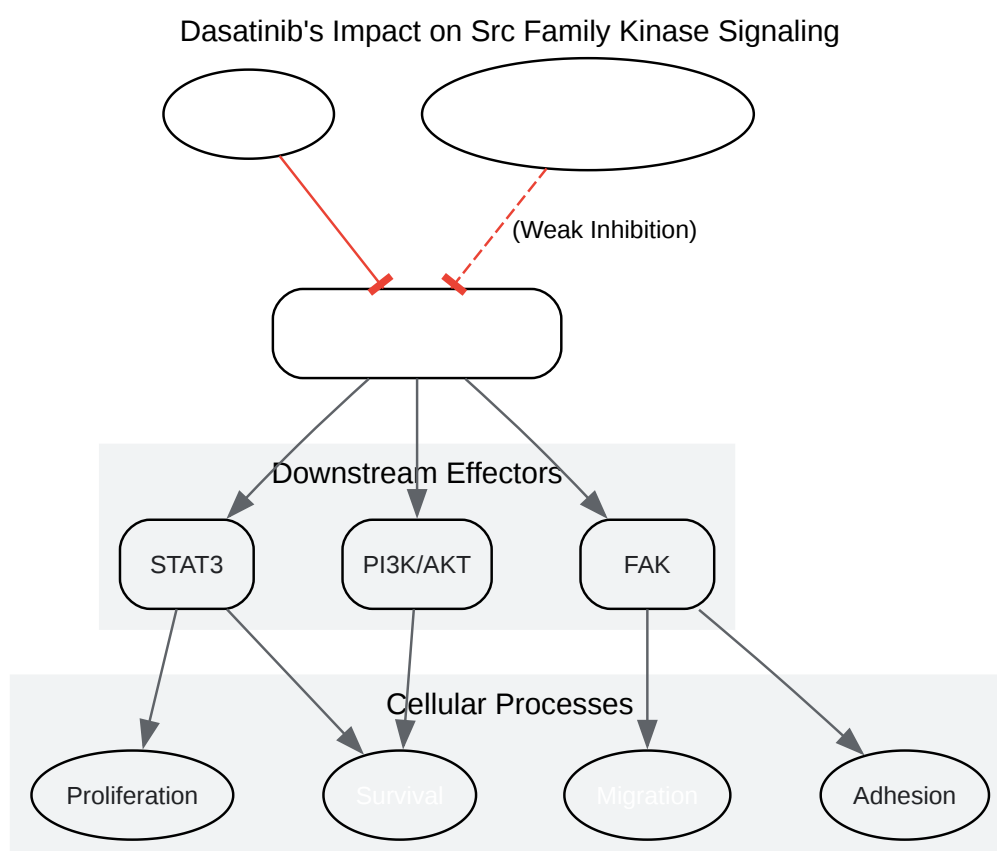 Dasatinib's Impact on Src Family Kinase Signaling
(Weak Inhibition)
Downstream Effectors
STAT3
PI3K/AKT
FAK
Cellular Processes
Proliferation
Survival
Migration
Adhesion